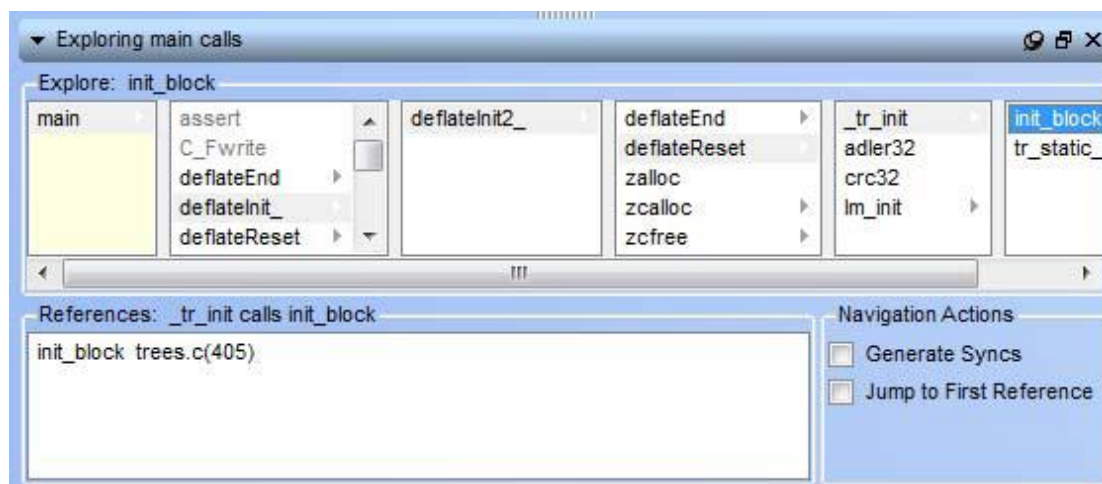 Exploring main calls
Explore: init_block
main
assert
C_Fwrite
deflateEnd
deflateInit_
deflateReset
deflateInit2_
deflateEnd
deflateReset
zalloc
zcalloc
zcfree
_tr_init
adler32
crc32
lm_init
init_block
tr_static_
References: _tr_init calls init_block
init_block trees.c(405)
Navigation Actions
Generate Syncs
Jump to First Reference